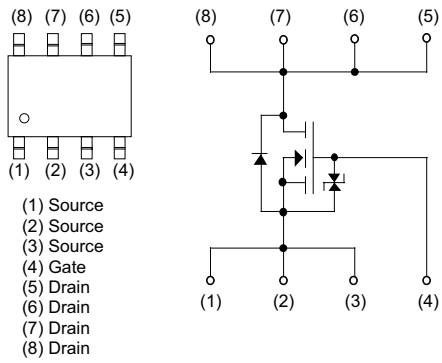 (8) (7) (6) (5)
(1) (2) (3) (4)
(1) Source
(2) Source
(3) Source
(4) Gate
(5) Drain
(6) Drain
(7) Drain
(8) Drain
(8) (7) (6) (5)
(1) (2) (3) (4)